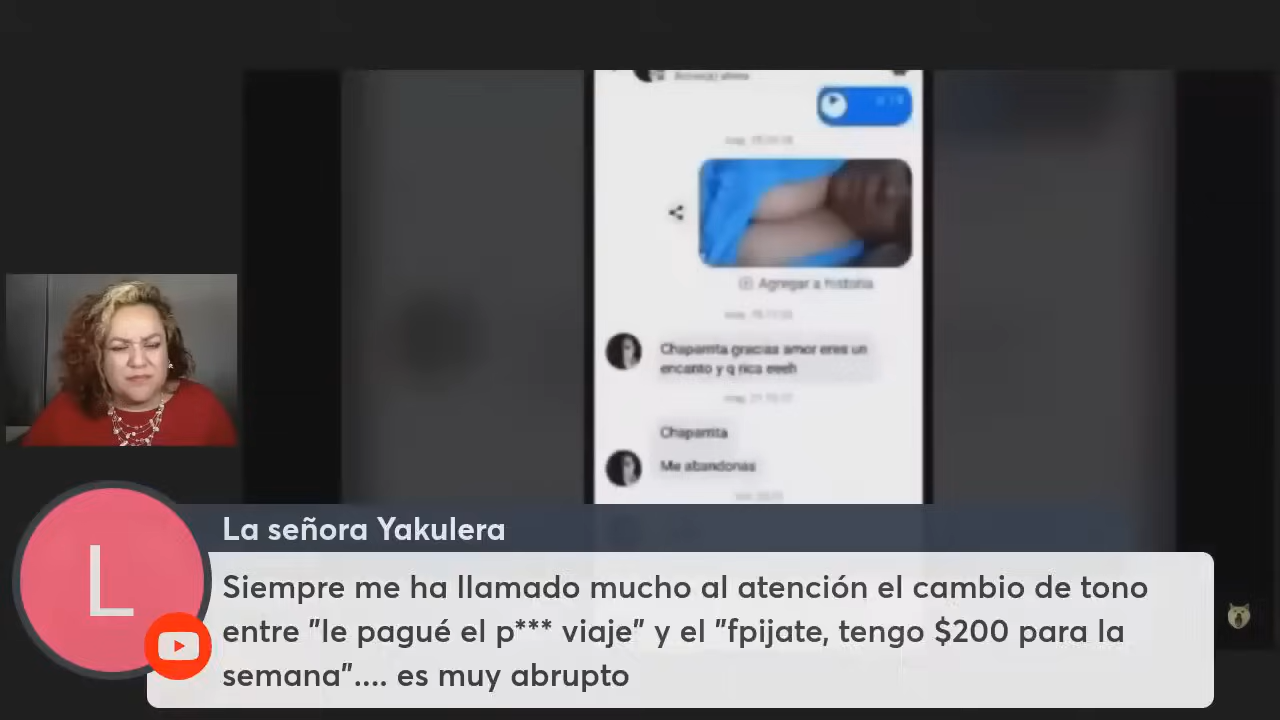 Agregar a historia
Chaparrita gracias amor eres un
encanto y q rica eeeh
Chaparrita
Me abandonas
La señora Yakulera
L
Siempre me ha llamado mucho al atención el cambio de tono
entre "le pagué el p*** viaje" y el "fpijate, tengo $200 para la
semana".... es muy abrupto